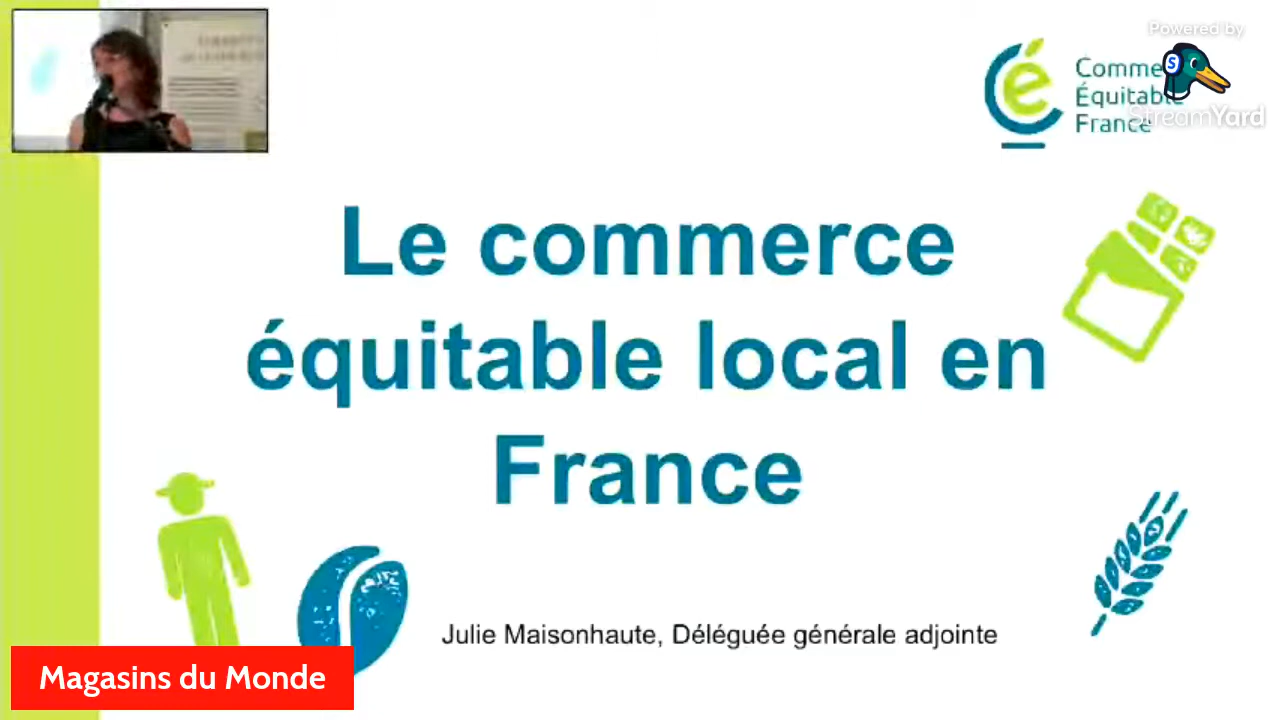 Powered by
StreamYard
Commerce
Équitable
France
Le commerce
équitable local en
France
Julie Maisonhaute, Déléguée générale adjointe
Magasins du Monde